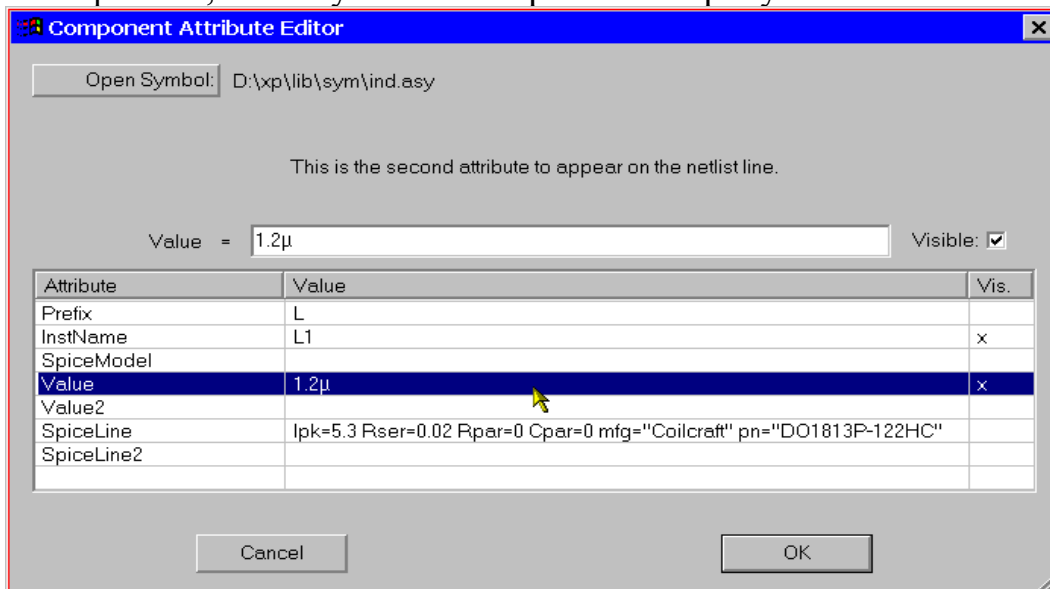 Component Attribute Editor
Open Symbol: D:\xp\lib\sym\ind.asy
This is the second attribute to appear on the netlist line.
Value = 1.2µ Visible:
Attribute Value Vis.
Prefix L
InstName L1 x
SpiceModel
Value 1.2µ x
Value2
SpiceLine Ipk=5.3 Rser=0.02 Rpar=0 Cpar=0 mfg="Coilcraft" pn="DO1813P-122HC"
SpiceLine2
Cancel OK